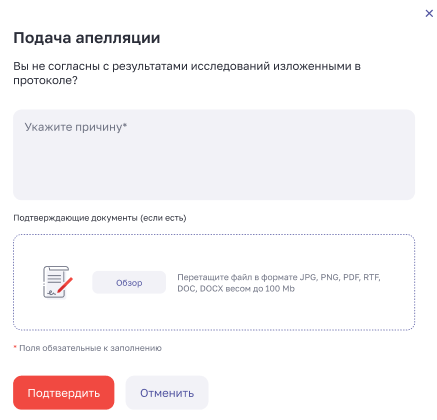 Подача апелляции
Вы не согласны с результатами исследований изложенными в
протоколе?
Укажите причину*
Подтверждающие документы (если есть)
Обзор
Перетащите файл в формате JPG, PNG, PDF, RTF,
DOC, DOCX весом до 100 Mb
* Поля обязательные к заполнению
Подтвердить
Отменить